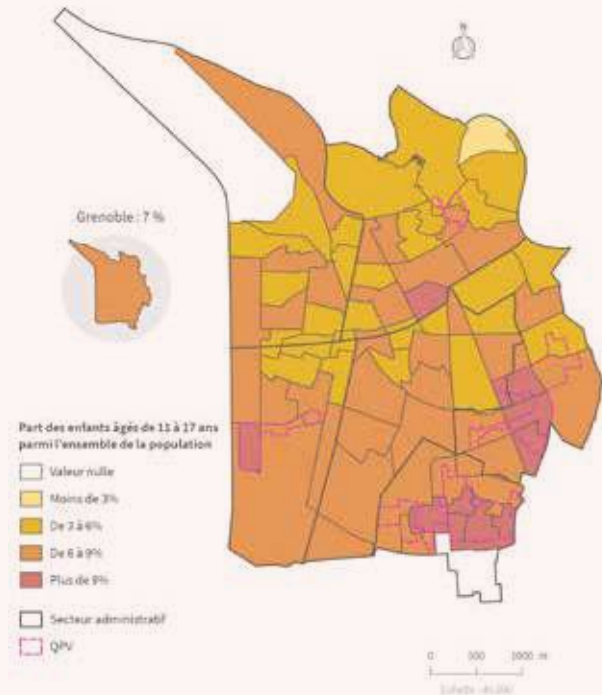 N
Grenoble : 7 %
Part des enfants âgés de 11 à 17 ans
parmi l'ensemble de la population
Valeur nulle
Moins de 3%
De 3 à 6%
De 6 à 9%
Plus de 9%
Secteur administratif
QPV
0 500 1000 m